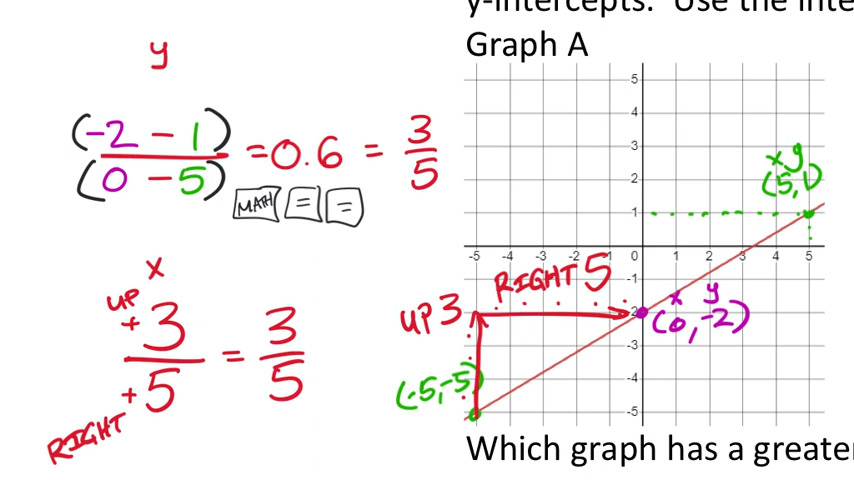 y-intercepts. Use the inte
Graph A
y
(-2 - 1)
(0 - 5)
= 0.6 = 3/5
MATH = =
x
UP +3
RIGHT +5
= 3/5
5
4
3
2
1
-5 -4 -3 -2 -1 0 1 2 3 4 5
-1
-2
-3
-4
-5
x y
(5,1)
RIGHT 5
UP 3
x y
(0,-2)
(-5,-5)
Which graph has a greate